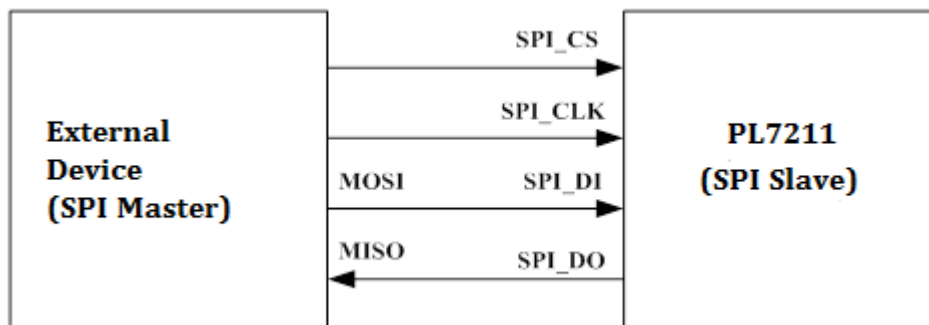 SPI_CS
SPI_CLK
External
Device
(SPI Master)
PL7211
(SPI Slave)
MOSI
SPI_DI
MISO
SPI_DO